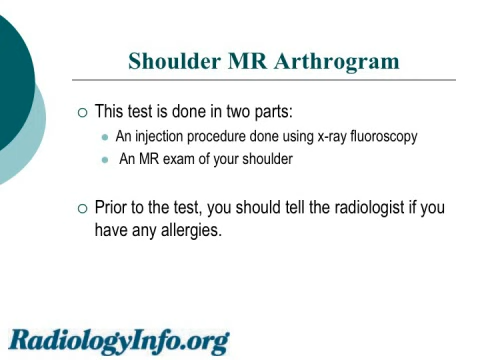 Shoulder MR Arthrogram
This test is done in two parts:
An injection procedure done using x-ray fluoroscopy
An MR exam of your shoulder
Prior to the test, you should tell the radiologist if you
have any allergies.
RadiologyInfo.org